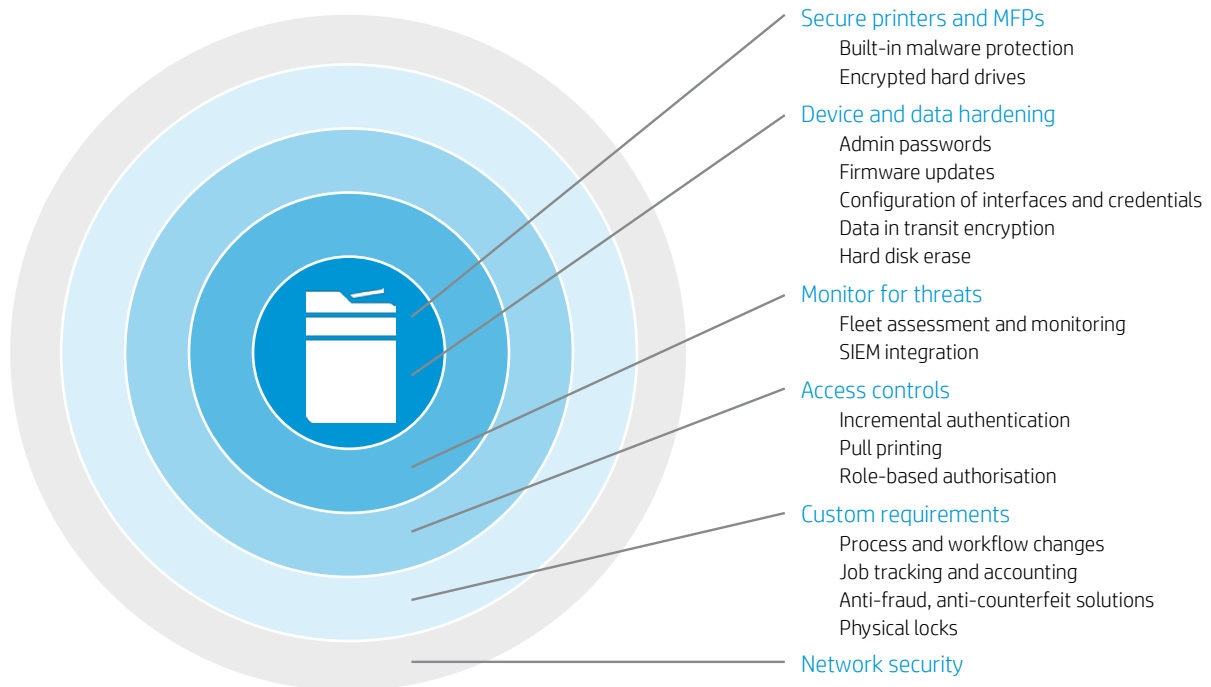 Secure printers and MFPs
Built-in malware protection
Encrypted hard drives
Device and data hardening
Admin passwords
Firmware updates
Configuration of interfaces and credentials
Data in transit encryption
Hard disk erase
Monitor for threats
Fleet assessment and monitoring
SIEM integration
Access controls
Incremental authentication
Pull printing
Role-based authorisation
Custom requirements
Process and workflow changes
Job tracking and accounting
Anti-fraud, anti-counterfeit solutions
Physical locks
Network security